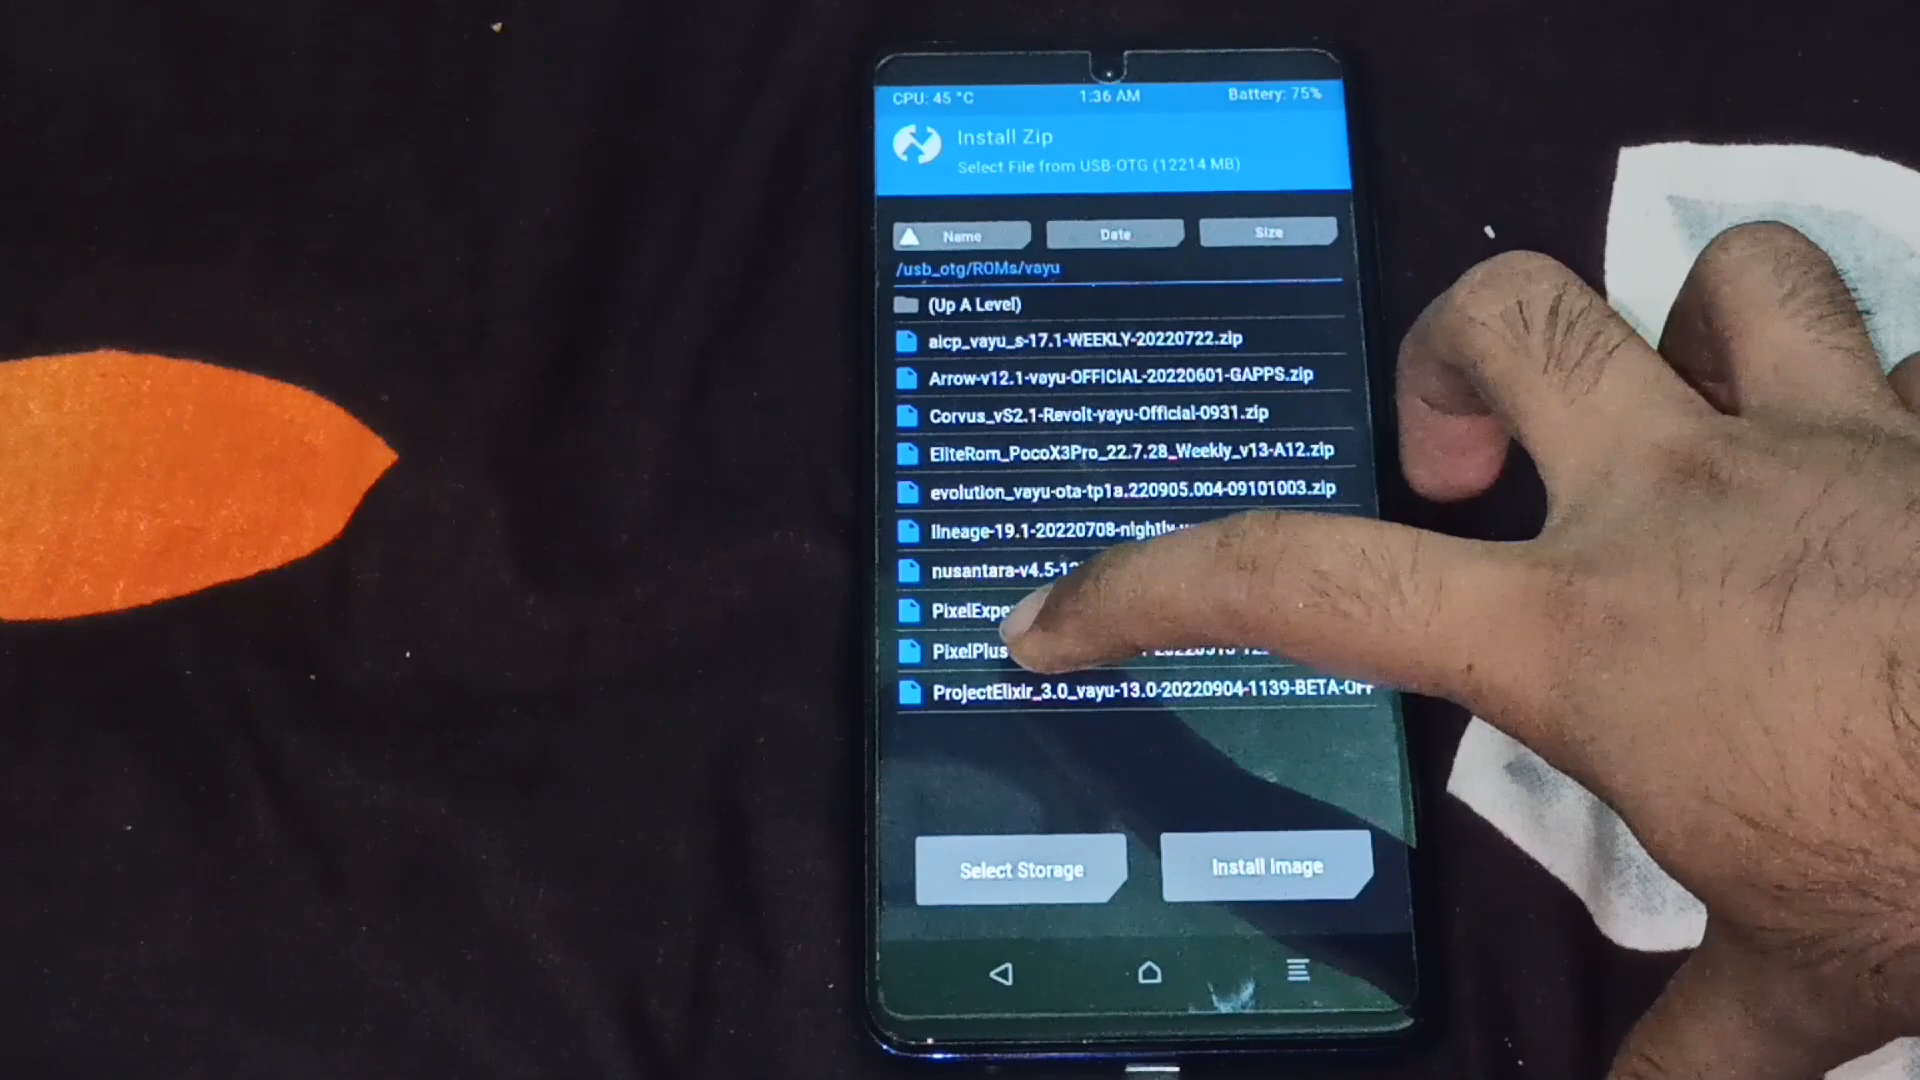 CPU: 45 °C 1:36 AM Battery: 75%
Install Zip
Select File from USB-OTG (12214 MB)
Name Date Size
/usb_otg/ROMs/vayu
(Up A Level)
aicp_vayu_s-17.1-WEEKLY-20220722.zip
Arrow-v12.1-vayu-OFFICIAL-20220601-GAPPS.zip
Corvus_vS2.1-Revolt-vayu-Official-0931.zip
EliteRom_PocoX3Pro_22.7.28_Weekly_v13-A12.zip
evolution_vayu-ota-tp1a.220905.004-09101003.zip
lineage-19.1-20220708-nightly
nusantara-v4.5-1
PixelExpe
PixelPlus
ProjectElixir_3.0_vayu-13.0-20220904-1139-BETA-OFF
Select Storage Install Image